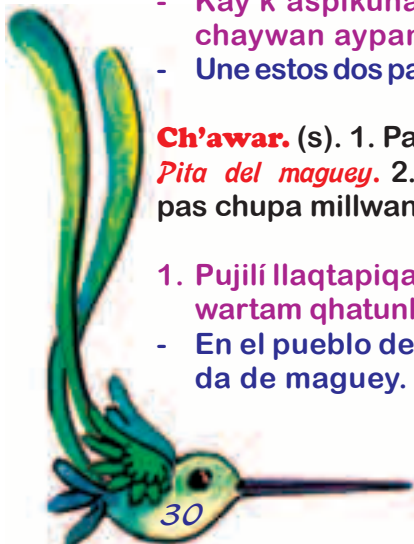 - Kay k'aspikuna
chaywan aypar
- Une estos dos pa
Ch'awar. (s). 1. Pa
Pita del maguey. 2.
pas chupa millwan
1. Pujilí llaqtapiqa
wartam qhatunl
- En el pueblo de
da de maguey.
30